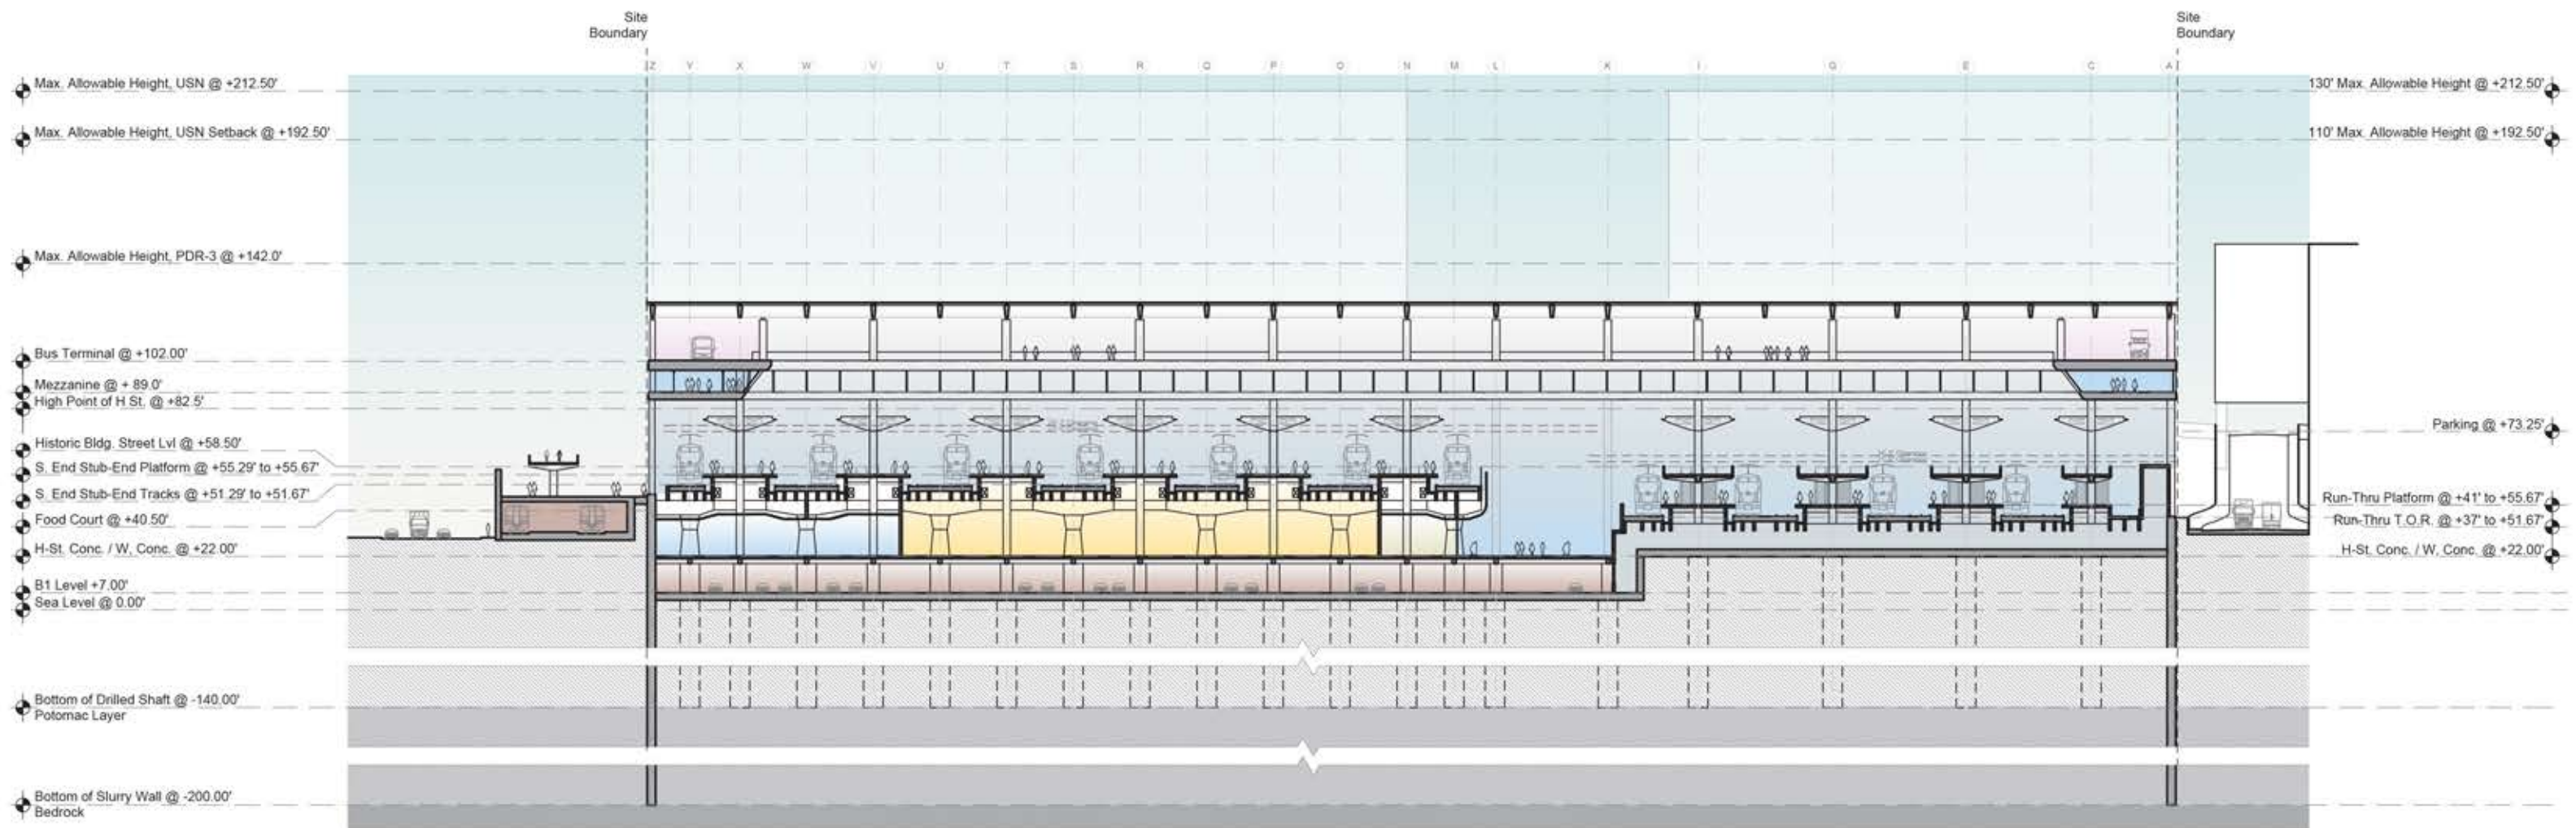 Site
Boundary
Site
Boundary
Z Y X W V U T S R Q P O N M L K I G E C A
Max. Allowable Height, USN @ +212.50'
Max. Allowable Height, USN Setback @ +192.50'
Max. Allowable Height, PDR-3 @ +142.0'
Bus Terminal @ +102.00'
Mezzanine @ + 89.0'
High Point of H St. @ +82.5'
Historic Bldg. Street Lvl @ +58.50'
S. End Stub-End Platform @ +55.29' to +55.67'
S. End Stub-End Tracks @ +51.29' to +51.67'
Food Court @ +40.50'
H-St. Conc. / W, Conc. @ +22.00'
B1 Level +7.00'
Sea Level @ 0.00'
Bottom of Drilled Shaft @ -140.00'
Potomac Layer
Bottom of Slurry Wall @ -200.00'
Bedrock
130' Max. Allowable Height @ +212.50'
110' Max. Allowable Height @ +192.50'
Parking @ +73.25'
Run-Thru Platform @ +41' to +55.67'
Run-Thru T.O.R. @ +37' to +51.67'
H-St. Conc. / W, Conc. @ +22.00'